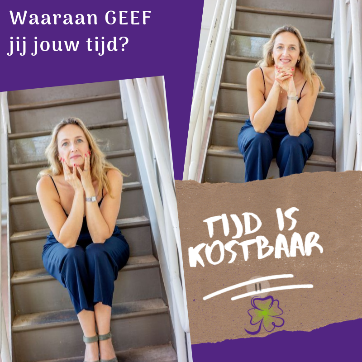 Waaraan GEEF
jij jouw tijd?
TIJD IS
KOSTBAAR